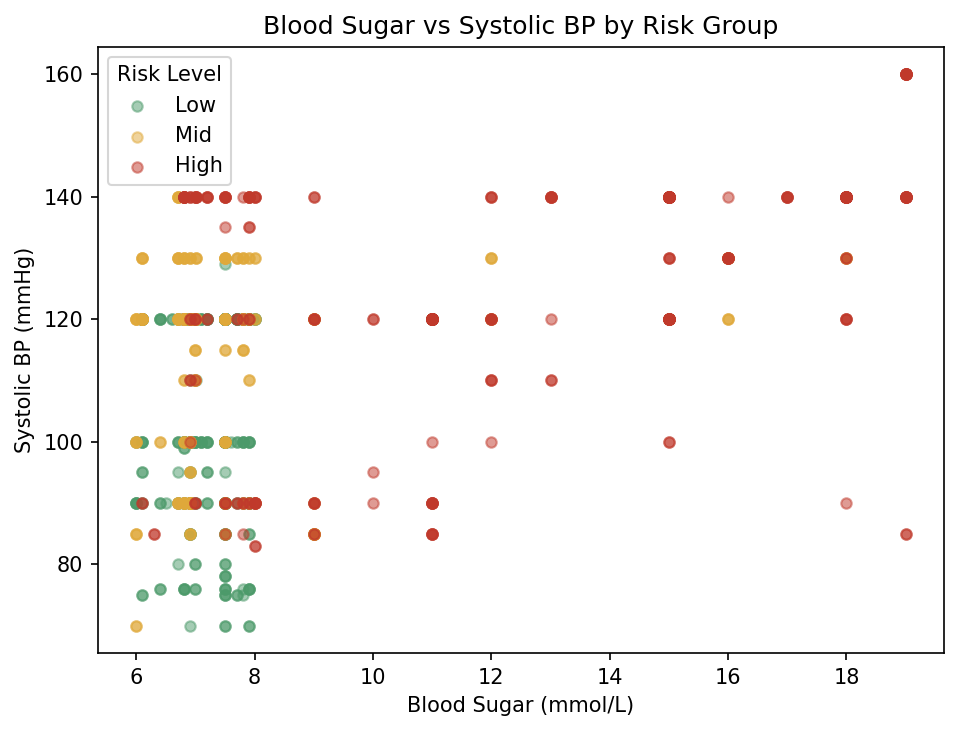 Blood Sugar vs Systolic BP by Risk Group
Risk Level
Low
Mid
High
160
140
120
100
80
Systolic BP (mmHg)
6 8 10 12 14 16 18
Blood Sugar (mmol/L)